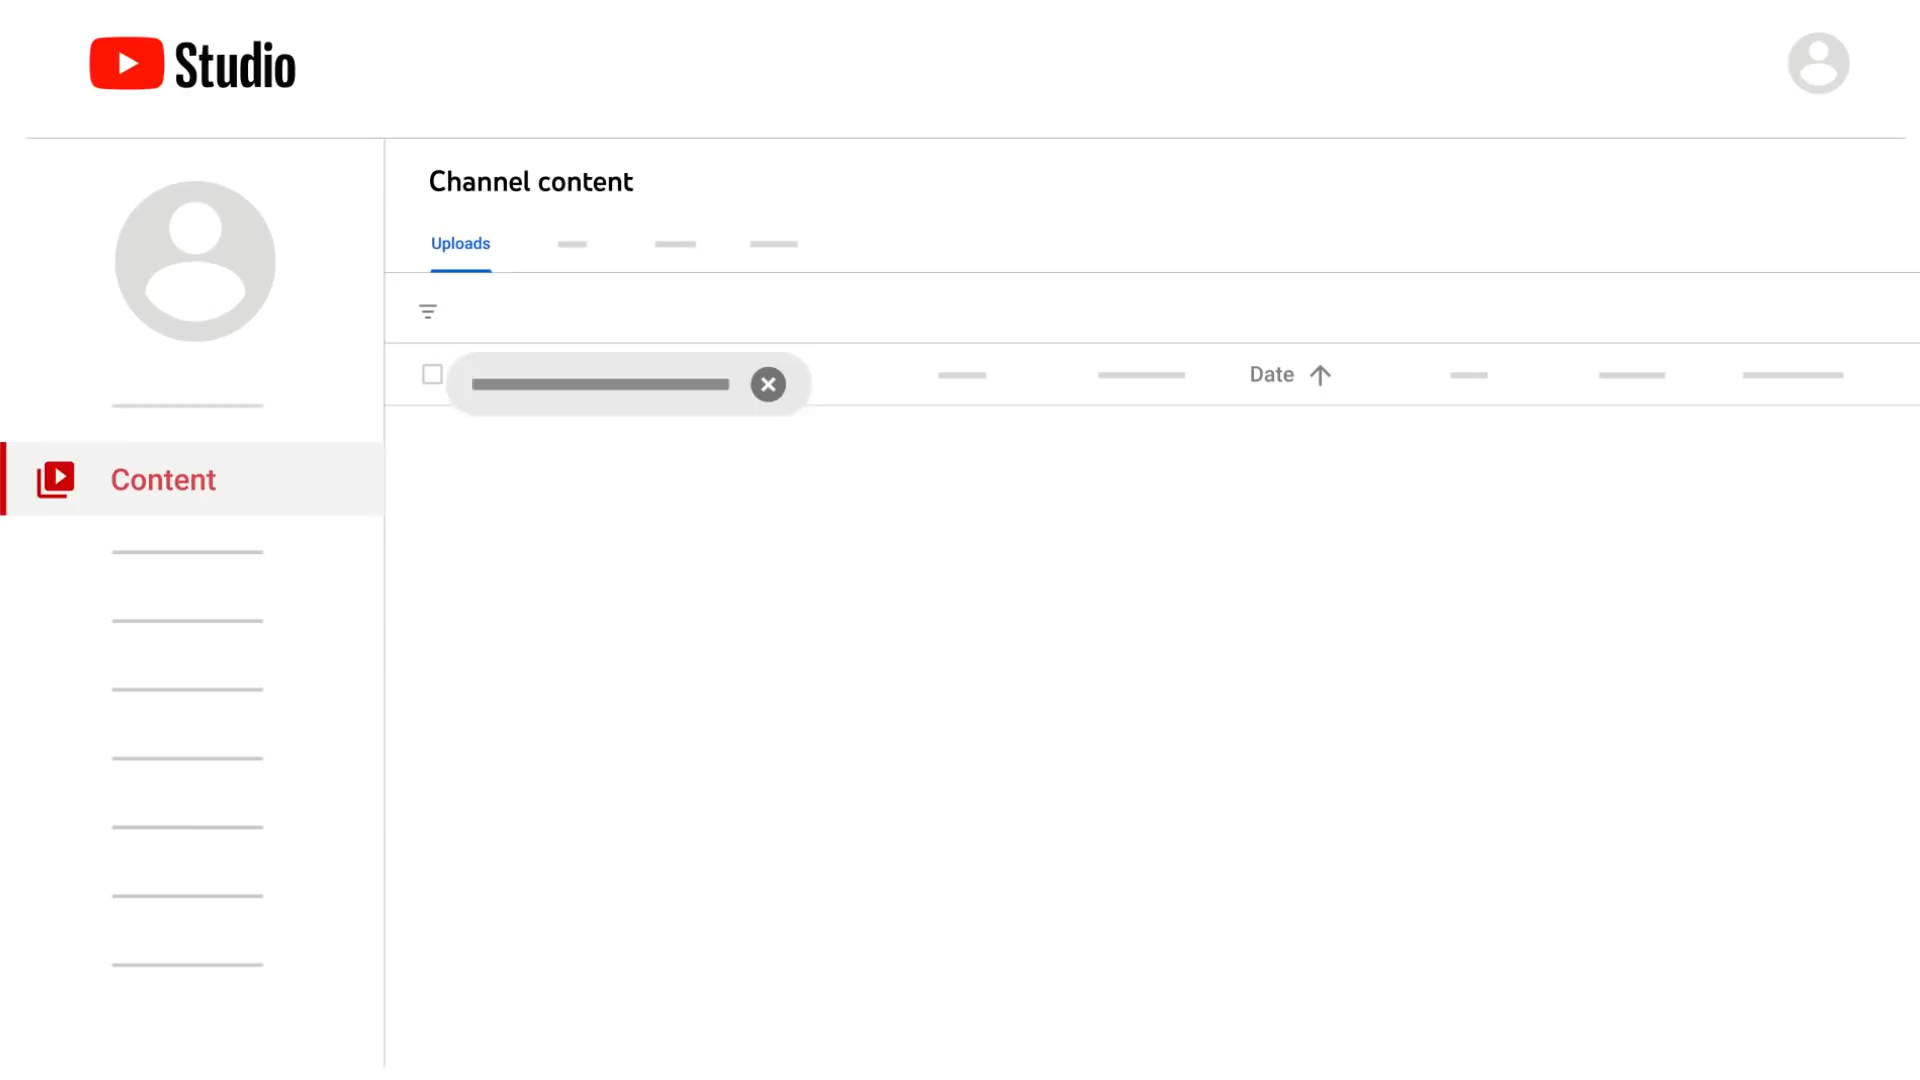 Studio
Channel content
Uploads
Date
Content